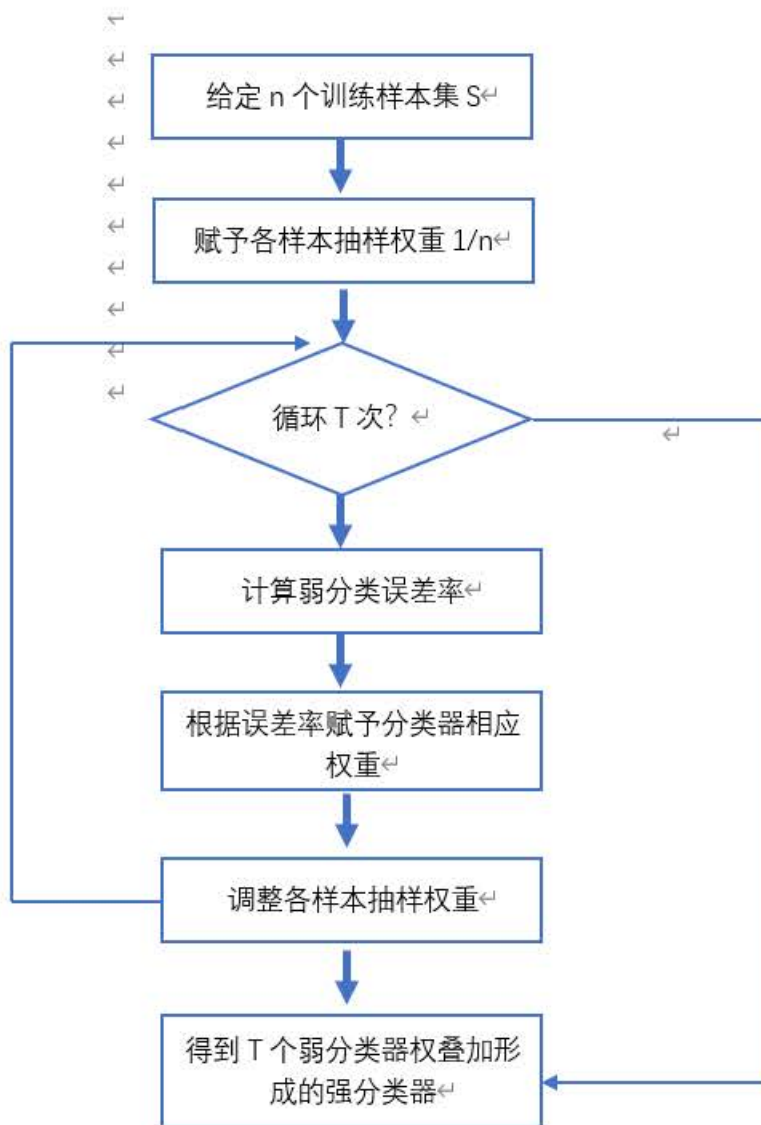 给定 n 个训练样本集 S
赋予各样本抽样权重 1/n
循环 T 次?
计算弱分类误差率
根据误差率赋予分类器相应
权重
调整各样本抽样权重
得到 T 个弱分类器权叠加形
成的强分类器